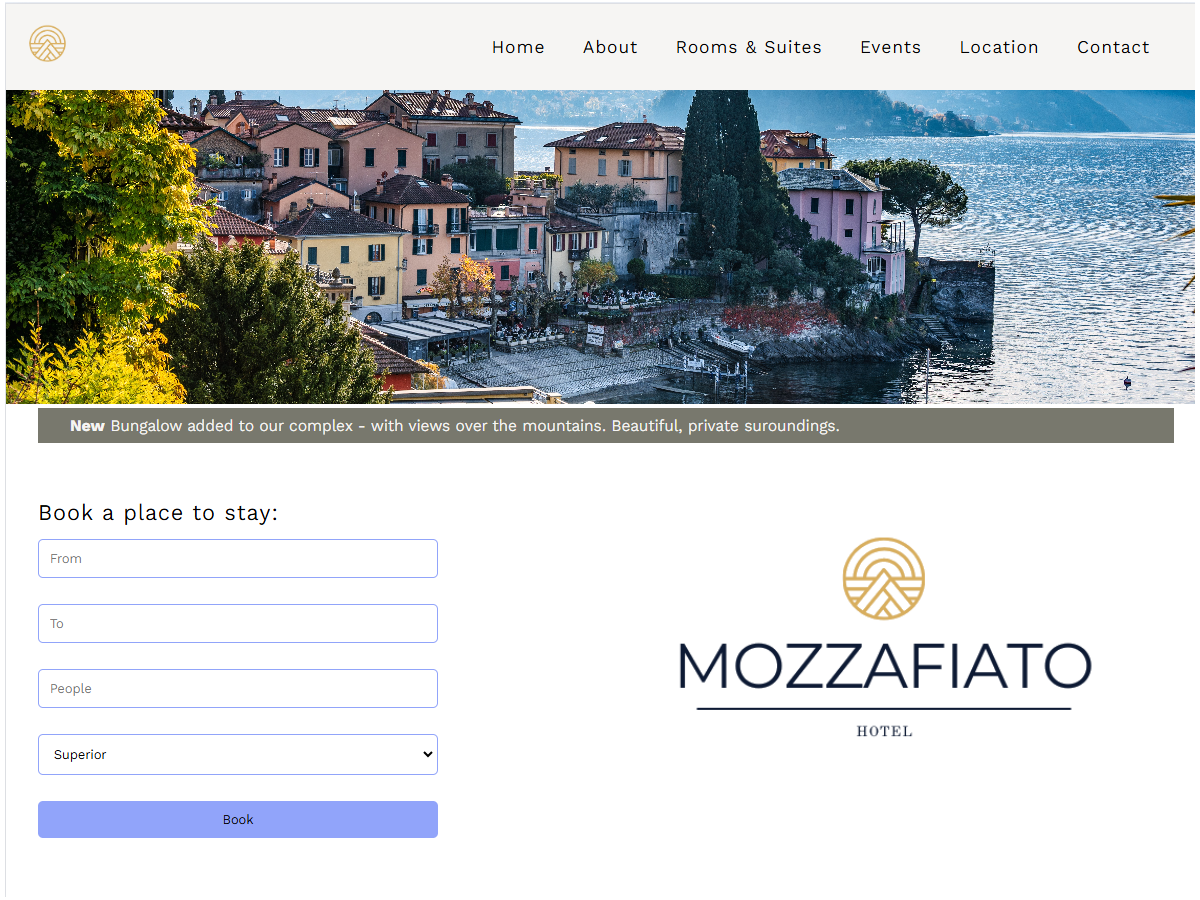 Home About Rooms & Suites Events Location Contact
New Bungalow added to our complex - with views over the mountains. Beautiful, private suroundings.
Book a place to stay:
From
To
People
Superior
Book
MOZZAFIATO
HOTEL